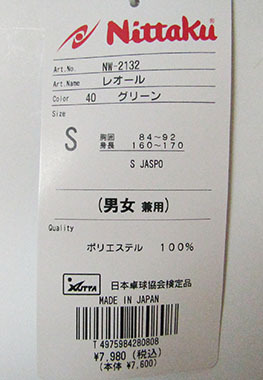 Nittaku®
Art.No. NW-2132
Art.Name レオール
Color 40 グリーン
Size
S 胸囲 84~92
身長 160~170
S JASPO
(男女 兼用)
Quality
ポリエステル 100%
JTTA 日本卓球協会検定品
MADE IN JAPAN
T 4975984280808
¥7,980 (税込)
(本体 ¥7,600)